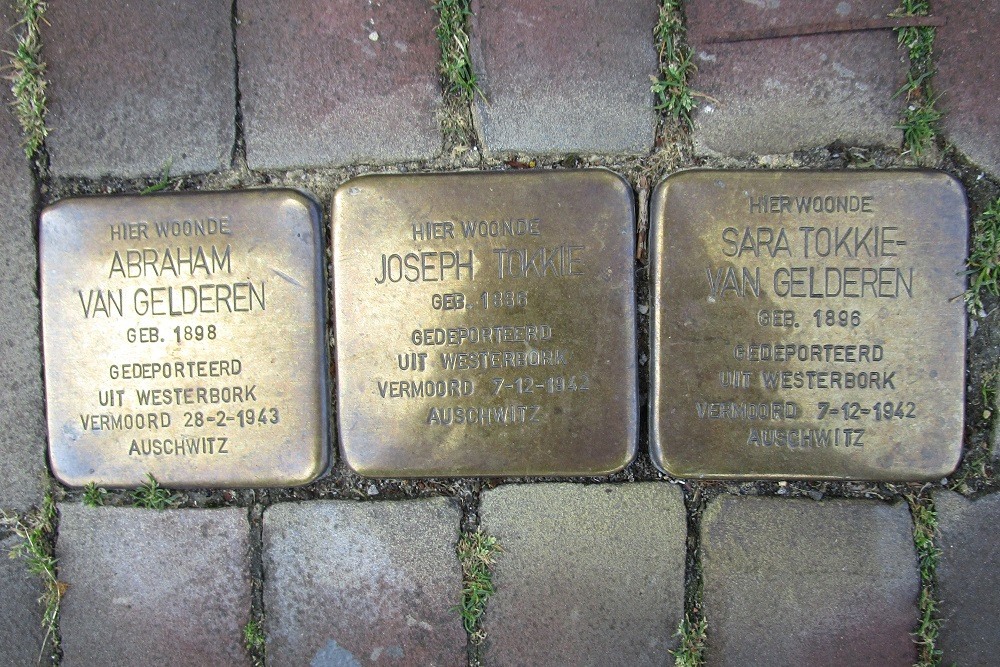 HIER WOONDE
ABRAHAM
VAN GELDEREN
GEB. 1898
GEDEPORTEERD
UIT WESTERBORK
VERMOORD 28-2-1943
AUSCHWITZ
HIER WOONDE
JOSEPH TOKKIE
GEB. 1886
GEDEPORTEERD
UIT WESTERBORK
VERMOORD 7-12-1942
AUSCHWITZ
HIER WOONDE
SARA TOKKIE-
VAN GELDEREN
GEB. 1896
GEDEPORTEERD
UIT WESTERBORK
VERMOORD 7-12-1942
AUSCHWITZ